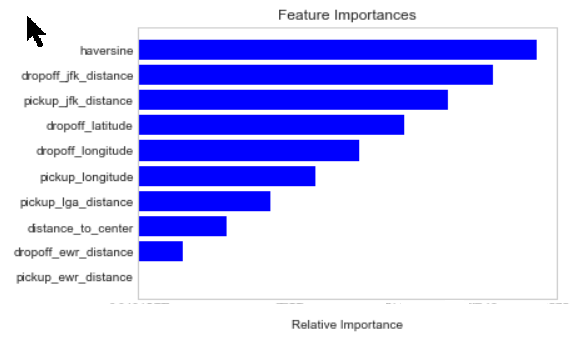 Feature Importances
haversine
dropoff_jfk_distance
pickup_jfk_distance
dropoff_latitude
dropoff_longitude
pickup_longitude
pickup_lga_distance
distance_to_center
dropoff_ewr_distance
pickup_ewr_distance
Relative Importance